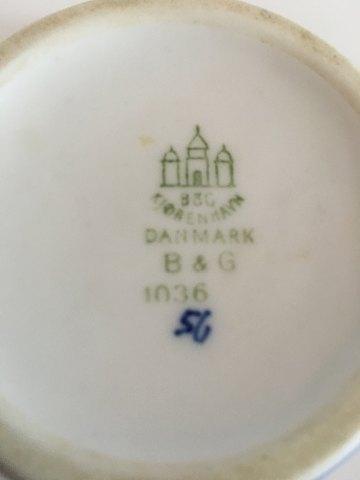 B&G
KJØBENHAVN
DANMARK
B & G
1036
56